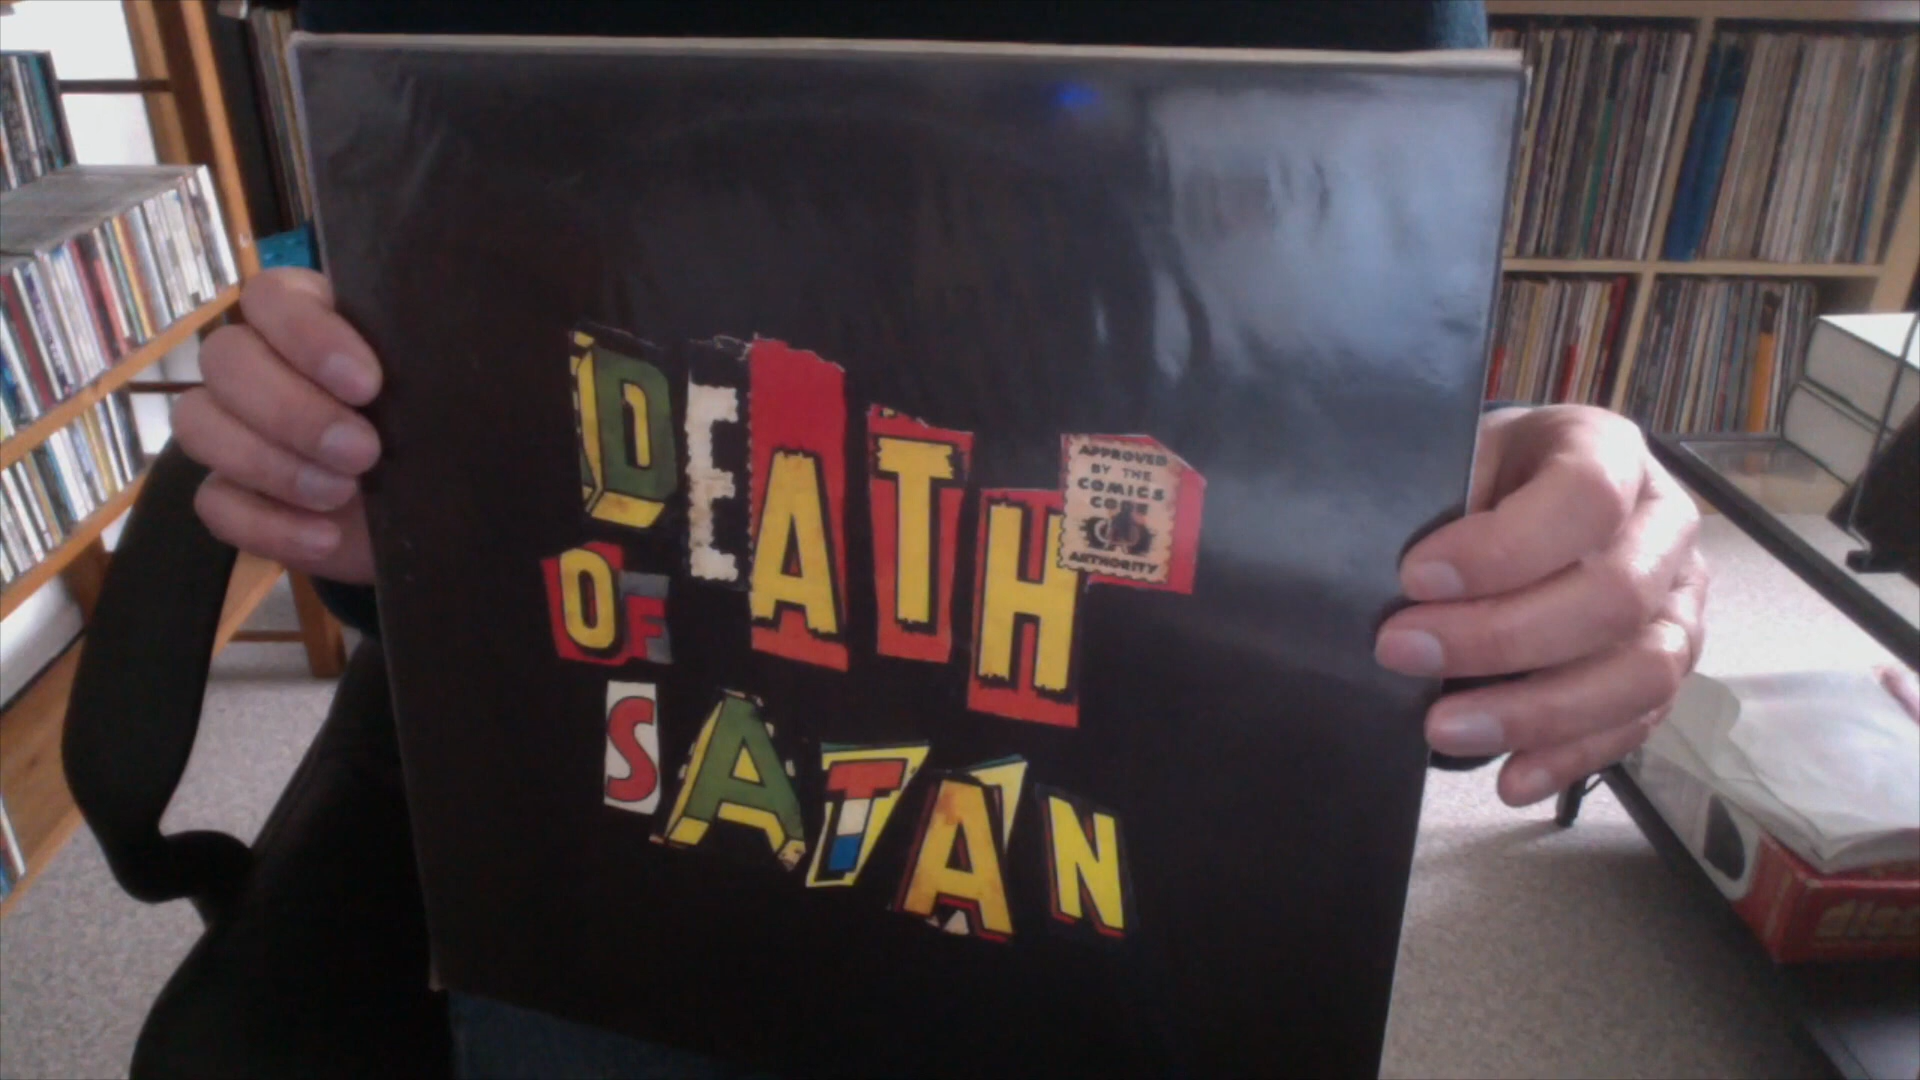 DEATH
APPROVED
BY THE
COMICS
CODE
AUTHORITY
OF
SATAN